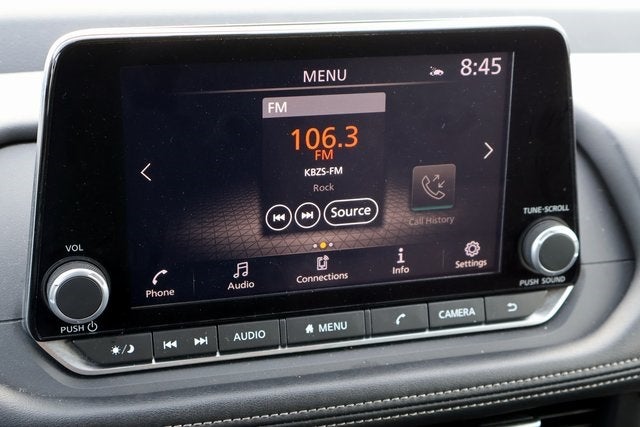 MENU
8:45
FM
106.3
FM
KBZS-FM
Rock
Source
Call History
Phone
Audio
Connections
Info
Settings
VOL
PUSH
TUNE-SCROLL
PUSH SOUND
AUDIO
MENU
CAMERA